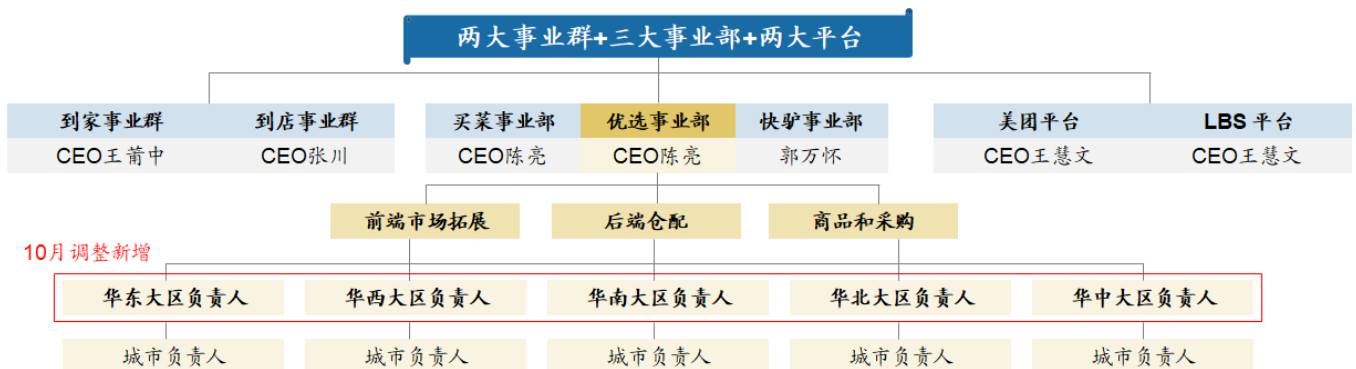 两大事业群+三大事业部+两大平台
到家事业群 到店事业群 买菜事业部 优选事业部 快驴事业部 美团平台 LBS 平台
CEO王莆中 CEO张川 CEO陈亮 CEO陈亮 郭万怀 CEO王慧文 CEO王慧文
前端市场拓展 后端仓配 商品和采购
10月调整新增
华东大区负责人 华西大区负责人 华南大区负责人 华北大区负责人 华中大区负责人
城市负责人 城市负责人 城市负责人 城市负责人 城市负责人